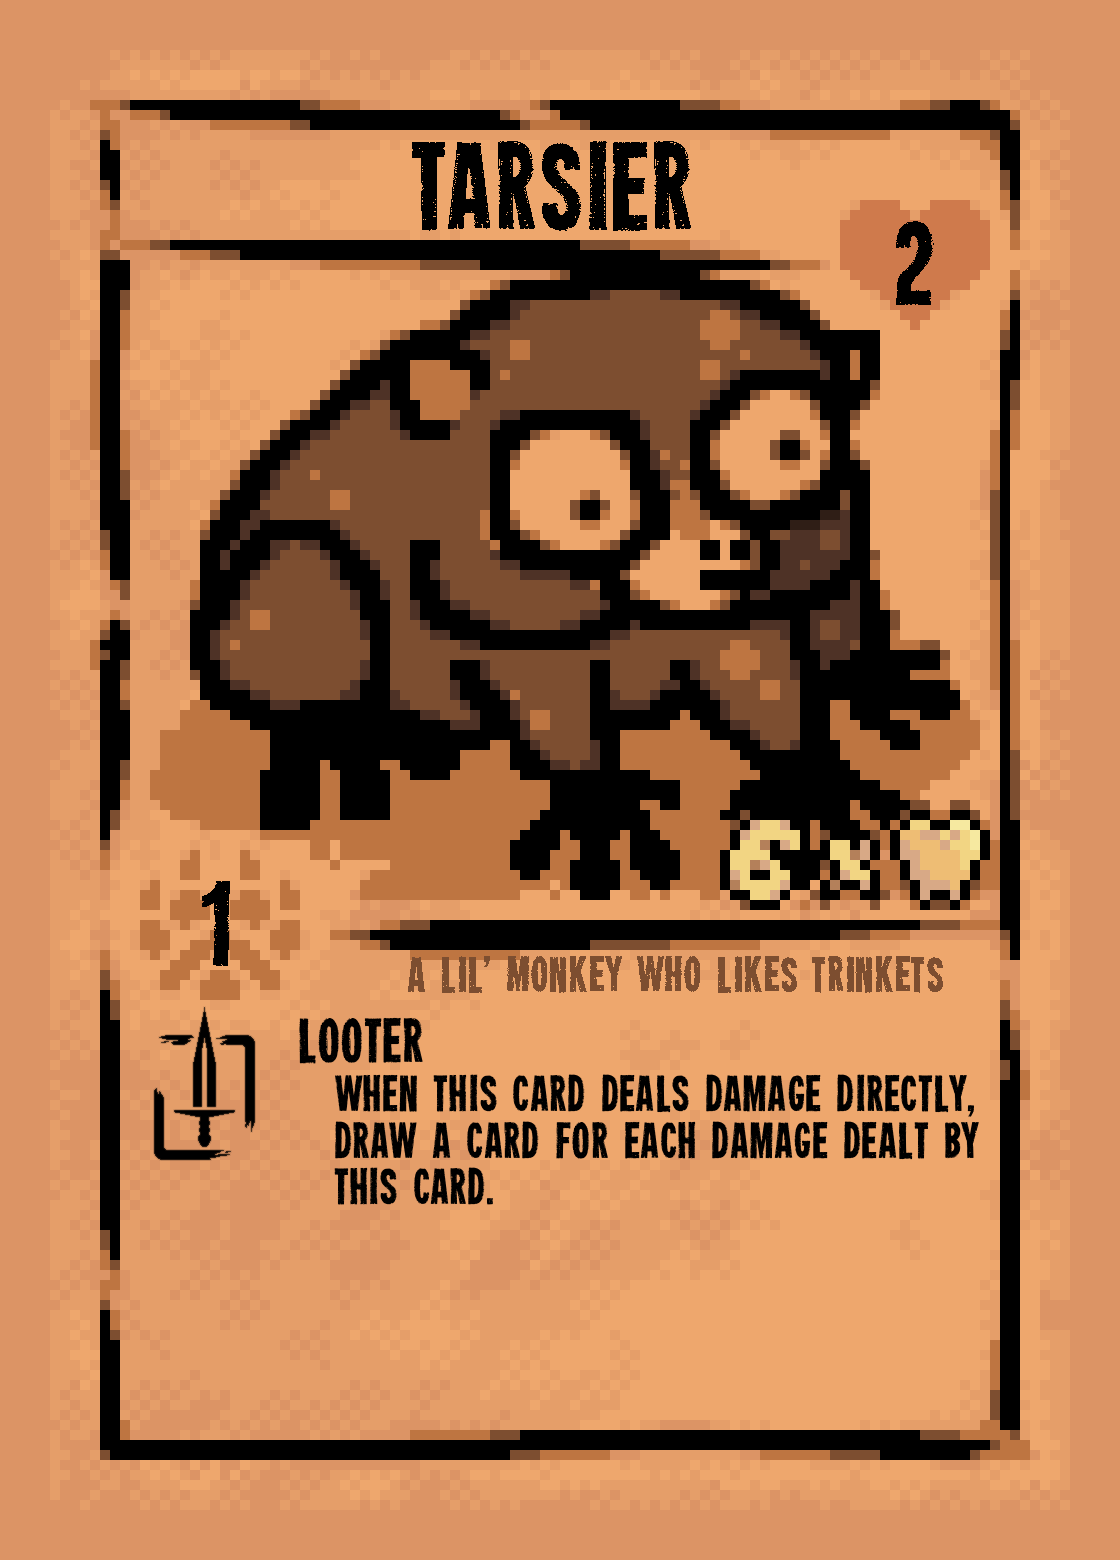 TARSIER
2
6 x
1
A LIL' MONKEY WHO LIKES TRINKETS
LOOTER
WHEN THIS CARD DEALS DAMAGE DIRECTLY,
DRAW A CARD FOR EACH DAMAGE DEALT BY
THIS CARD.